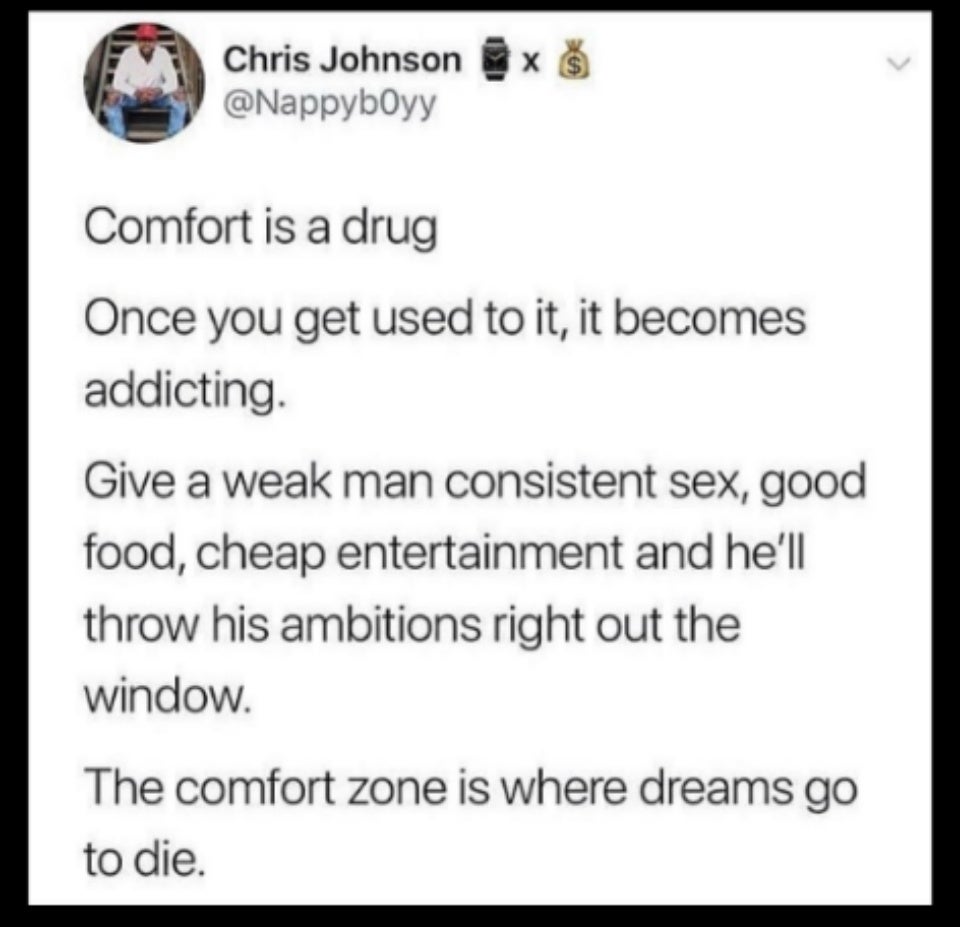 Chris Johnson ⌚ x 💰
@Nappyb0yy
Comfort is a drug
Once you get used to it, it becomes
addicting.
Give a weak man consistent sex, good
food, cheap entertainment and he'll
throw his ambitions right out the
window.
The comfort zone is where dreams go
to die.